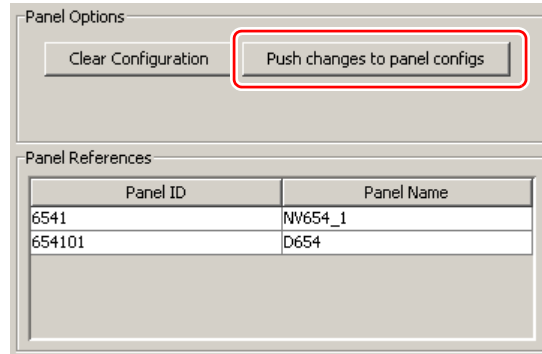 Panel Options
Clear Configuration Push changes to panel configs
Panel References
Panel ID Panel Name
6541 NV654_1
654101 D654